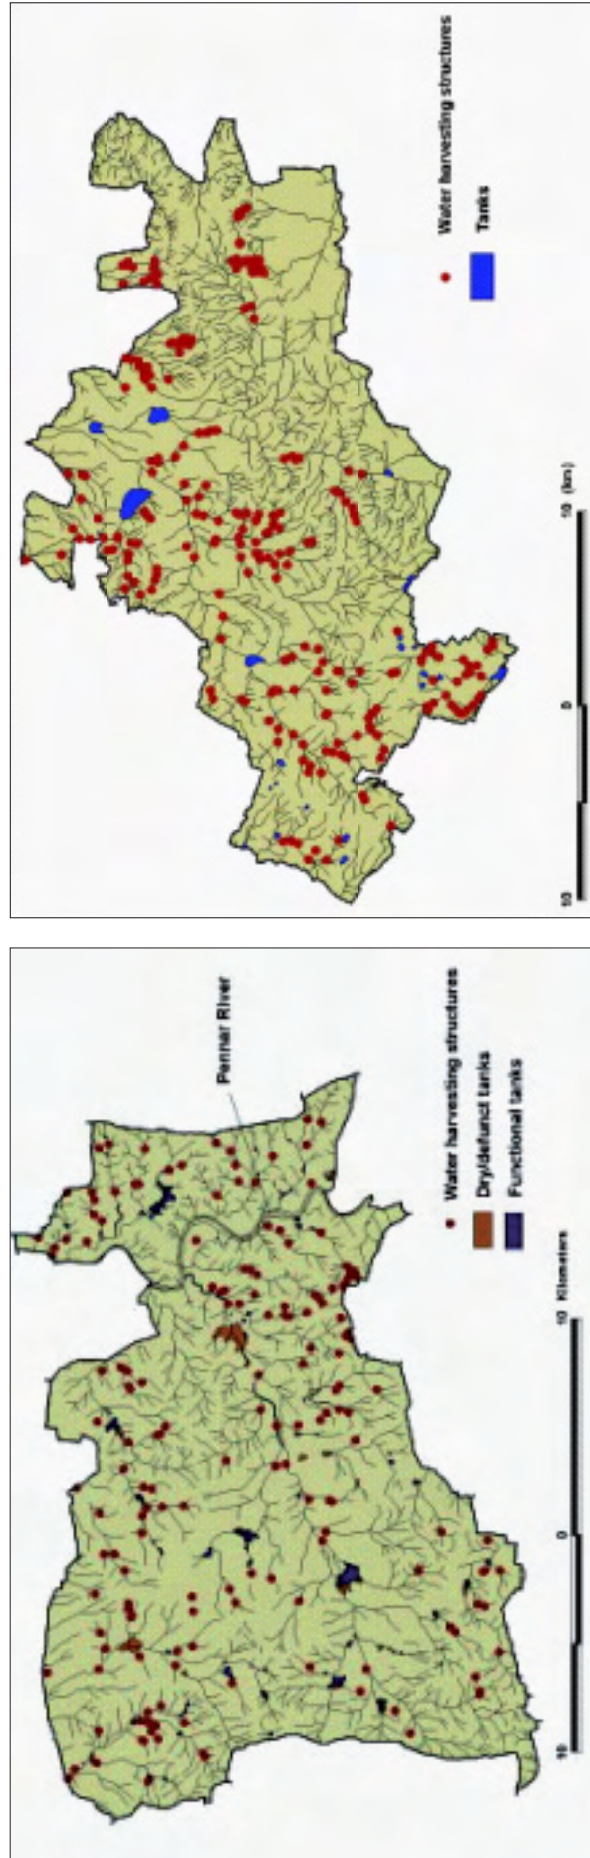 Water harvesting structures
Tanks
10 0 10 (km)
Pennar River
Water harvesting structures
Dry/defunct tanks
Functional tanks
10 0 10 Kilometers